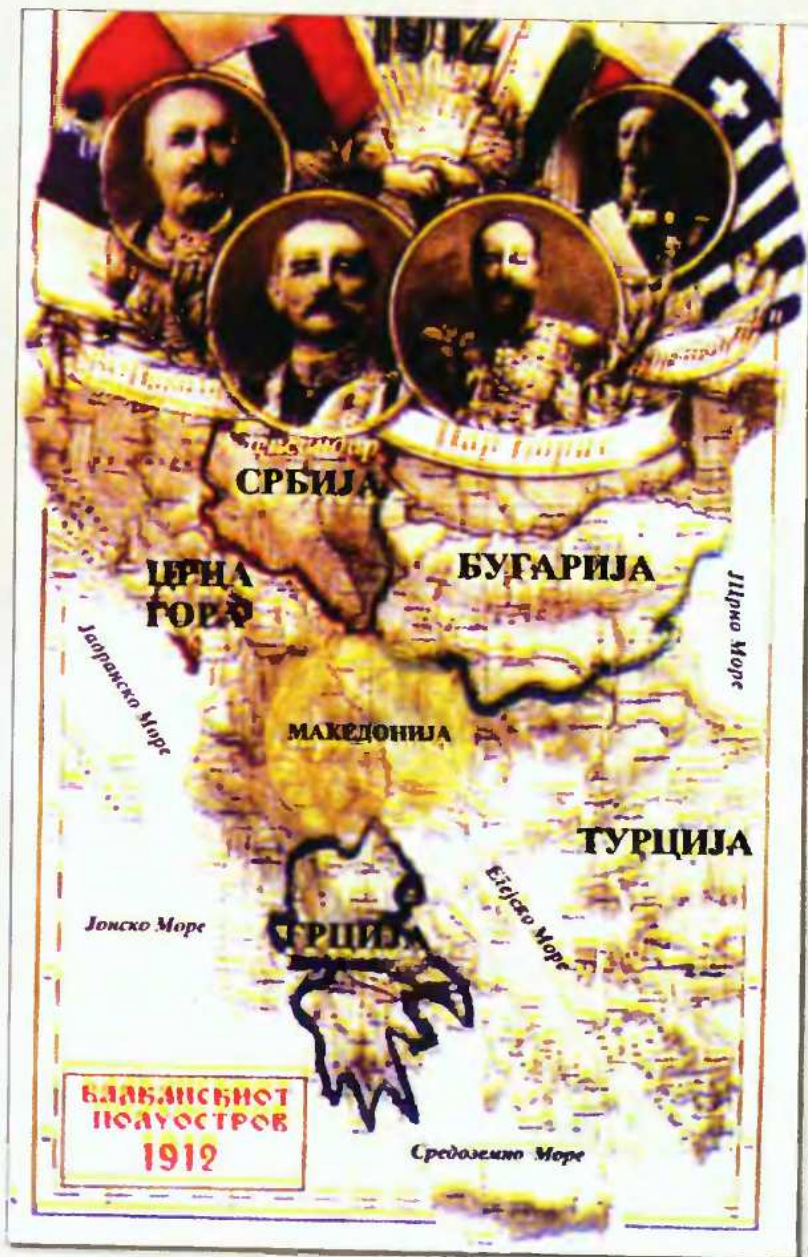 1912
СРБИЈА
БУГАРИЈА
ЦРНА
ГОРА
Црно Море
Јадранско Море
МАКЕДОНИЈА
ТУРЦИЈА
Егејско Море
Јонско Море
ГРЦИЈА
БАЛКАНСКИОТ
ПОЛУОСТРОВ
1912
Средоземно Море